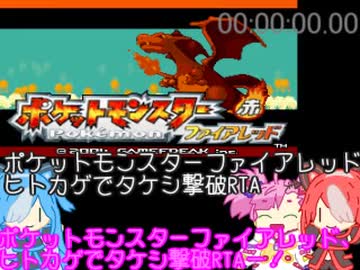 00:00:00.00
ポケットモンスター 赤
Pokémon ファイアレッド
©2004 GAMEFREAK inc.
ポケットモンスターファイアレッド
ヒトカゲでタケシ撃破RTA
ポケットモンスターファイアレッド、
ヒトカゲでタケシ撃破RTAー！